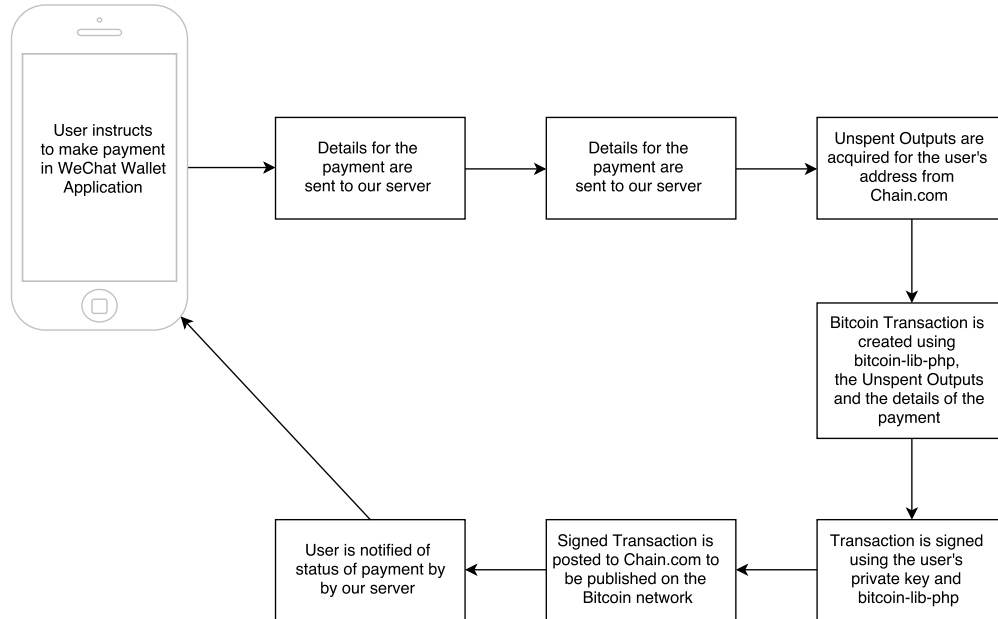 User instructs
to make payment
in WeChat Wallet
Application
Details for the
payment are
sent to our server
Details for the
payment are
sent to our server
Unspent Outputs are
acquired for the user's
address from
Chain.com
Bitcoin Transaction is
created using
bitcoin-lib-php,
the Unspent Outputs
and the details of the
payment
Transaction is signed
using the user's
private key and
bitcoin-lib-php
Signed Transaction is
posted to Chain.com to
be published on the
Bitcoin network
User is notified of
status of payment by
by our server